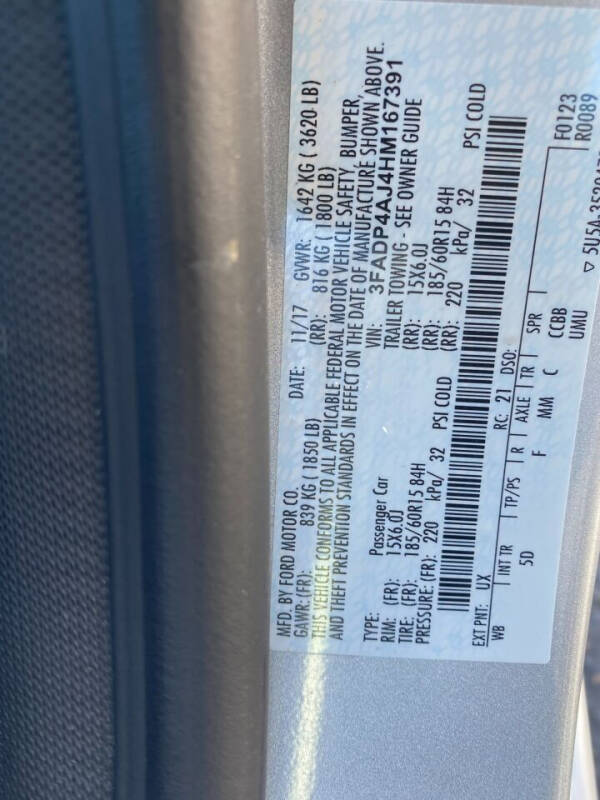 MFD. BY FORD MOTOR CO. DATE: 11/17 GVWR: 1642 KG ( 3620 LB)
GAWR: (FR): 839 KG ( 1850 LB) (RR): 816 KG ( 1800 LB)
THIS VEHICLE CONFORMS TO ALL APPLICABLE FEDERAL MOTOR VEHICLE SAFETY, BUMPER,
AND THEFT PREVENTION STANDARDS IN EFFECT ON THE DATE OF MANUFACTURE SHOWN ABOVE.
VIN: 3FADP4AJ4HM167391
TYPE: Passenger Car TRAILER TOWING - SEE OWNER GUIDE
RIM: (FR): 15X6.0J (RR): 15X6.0J
TIRE: (FR): 185/60R15 84H (RR): 185/60R15 84H
PRESSURE: (FR): 220 kPa/ 32 PSI COLD (RR): 220 kPa/ 32 PSI COLD
EXT PNT: UX RC: 21 DSO: F0123
WB INT TR TP/PS R AXLE TR SPR R0089
5D F MM C CCBB
UMU
▽ 5U5A